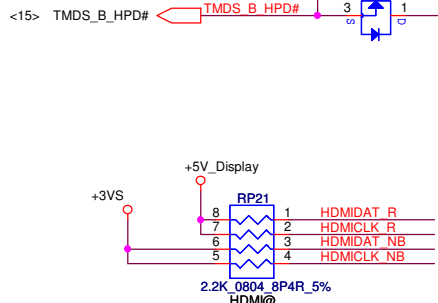 <15> TMDS_B_HPD# TMDS_B_HPD# 3 1
S D
+5V_Display
+3VS RP21
8 1 HDMIDAT_R
7 2 HDMICLK_R
6 3 HDMIDAT_NB
5 4 HDMICLK_NB
2.2K_0804_8P4R_5%
HDMI@